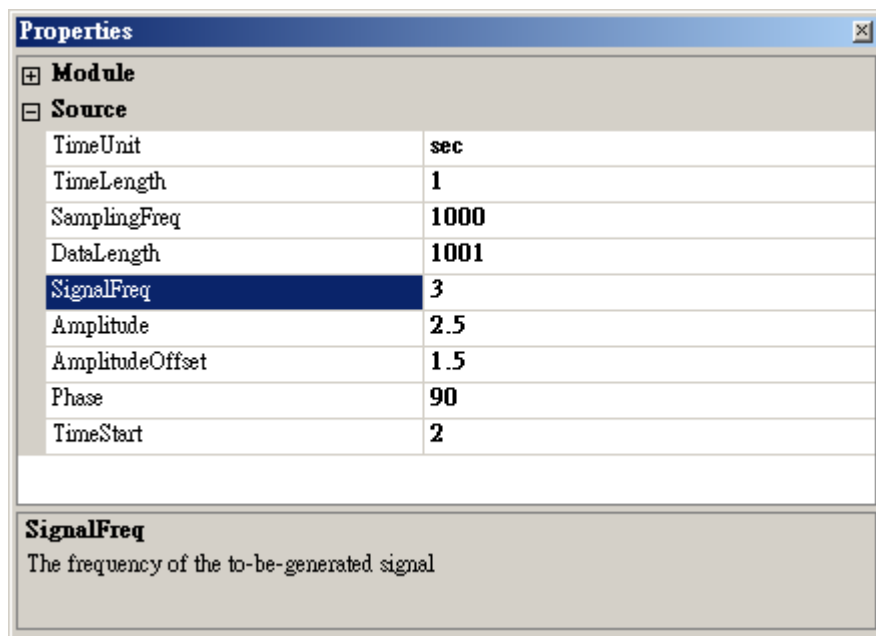 Properties
Module
Source
TimeUnit sec
TimeLength 1
SamplingFreq 1000
DataLength 1001
SignalFreq 3
Amplitude 2.5
AmplitudeOffset 1.5
Phase 90
TimeStart 2
SignalFreq
The frequency of the to-be-generated signal